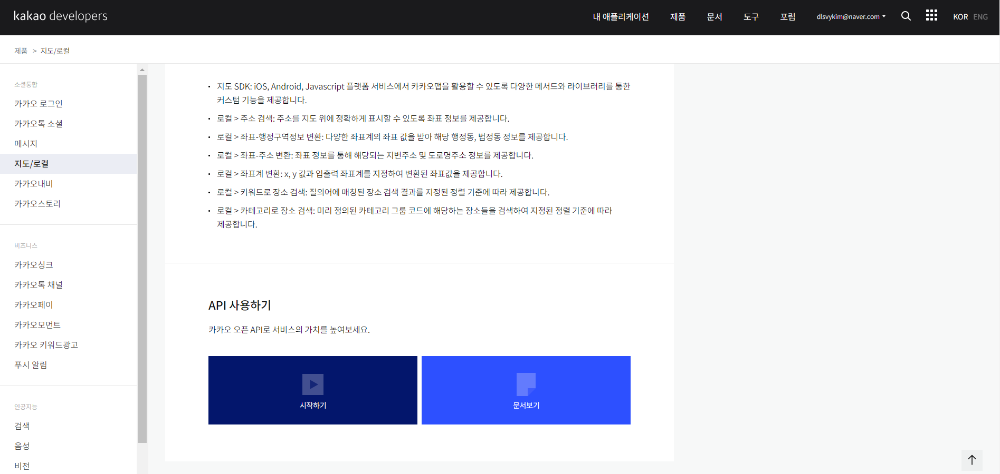 kakao developers
내 애플리케이션
제품
문서
도구
포럼
dlsvykim@naver.com
KOR ENG
제품 > 지도/로컬
소셜통합
카카오 로그인
카카오톡 소셜
메시지
지도/로컬
카카오내비
카카오스토리
비즈니스
카카오싱크
카카오톡 채널
카카오페이
카카오모먼트
카카오 키워드광고
푸시 알림
인공지능
검색
음성
비전
• 지도 SDK: iOS, Android, Javascript 플랫폼 서비스에서 카카오맵을 활용할 수 있도록 다양한 메서드와 라이브러리를 통한
커스텀 기능을 제공합니다.
• 로컬 > 주소 검색: 주소를 지도 위에 정확하게 표시할 수 있도록 좌표 정보를 제공합니다.
• 로컬 > 좌표-행정구역정보 변환: 다양한 좌표계의 좌표 값을 받아 해당 행정동, 법정동 정보를 제공합니다.
• 로컬 > 좌표-주소 변환: 좌표 정보를 통해 해당되는 지번주소 및 도로명주소 정보를 제공합니다.
• 로컬 > 좌표계 변환: x, y 값과 입출력 좌표계를 지정하여 변환된 좌표값을 제공합니다.
• 로컬 > 키워드로 장소 검색: 질의어에 매칭된 장소 검색 결과를 지정된 정렬 기준에 따라 제공합니다.
• 로컬 > 카테고리로 장소 검색: 미리 정의된 카테고리 그룹 코드에 해당하는 장소들을 검색하여 지정된 정렬 기준에 따라
제공합니다.
API 사용하기
카카오 오픈 API로 서비스의 가치를 높여보세요.
시작하기
문서보기